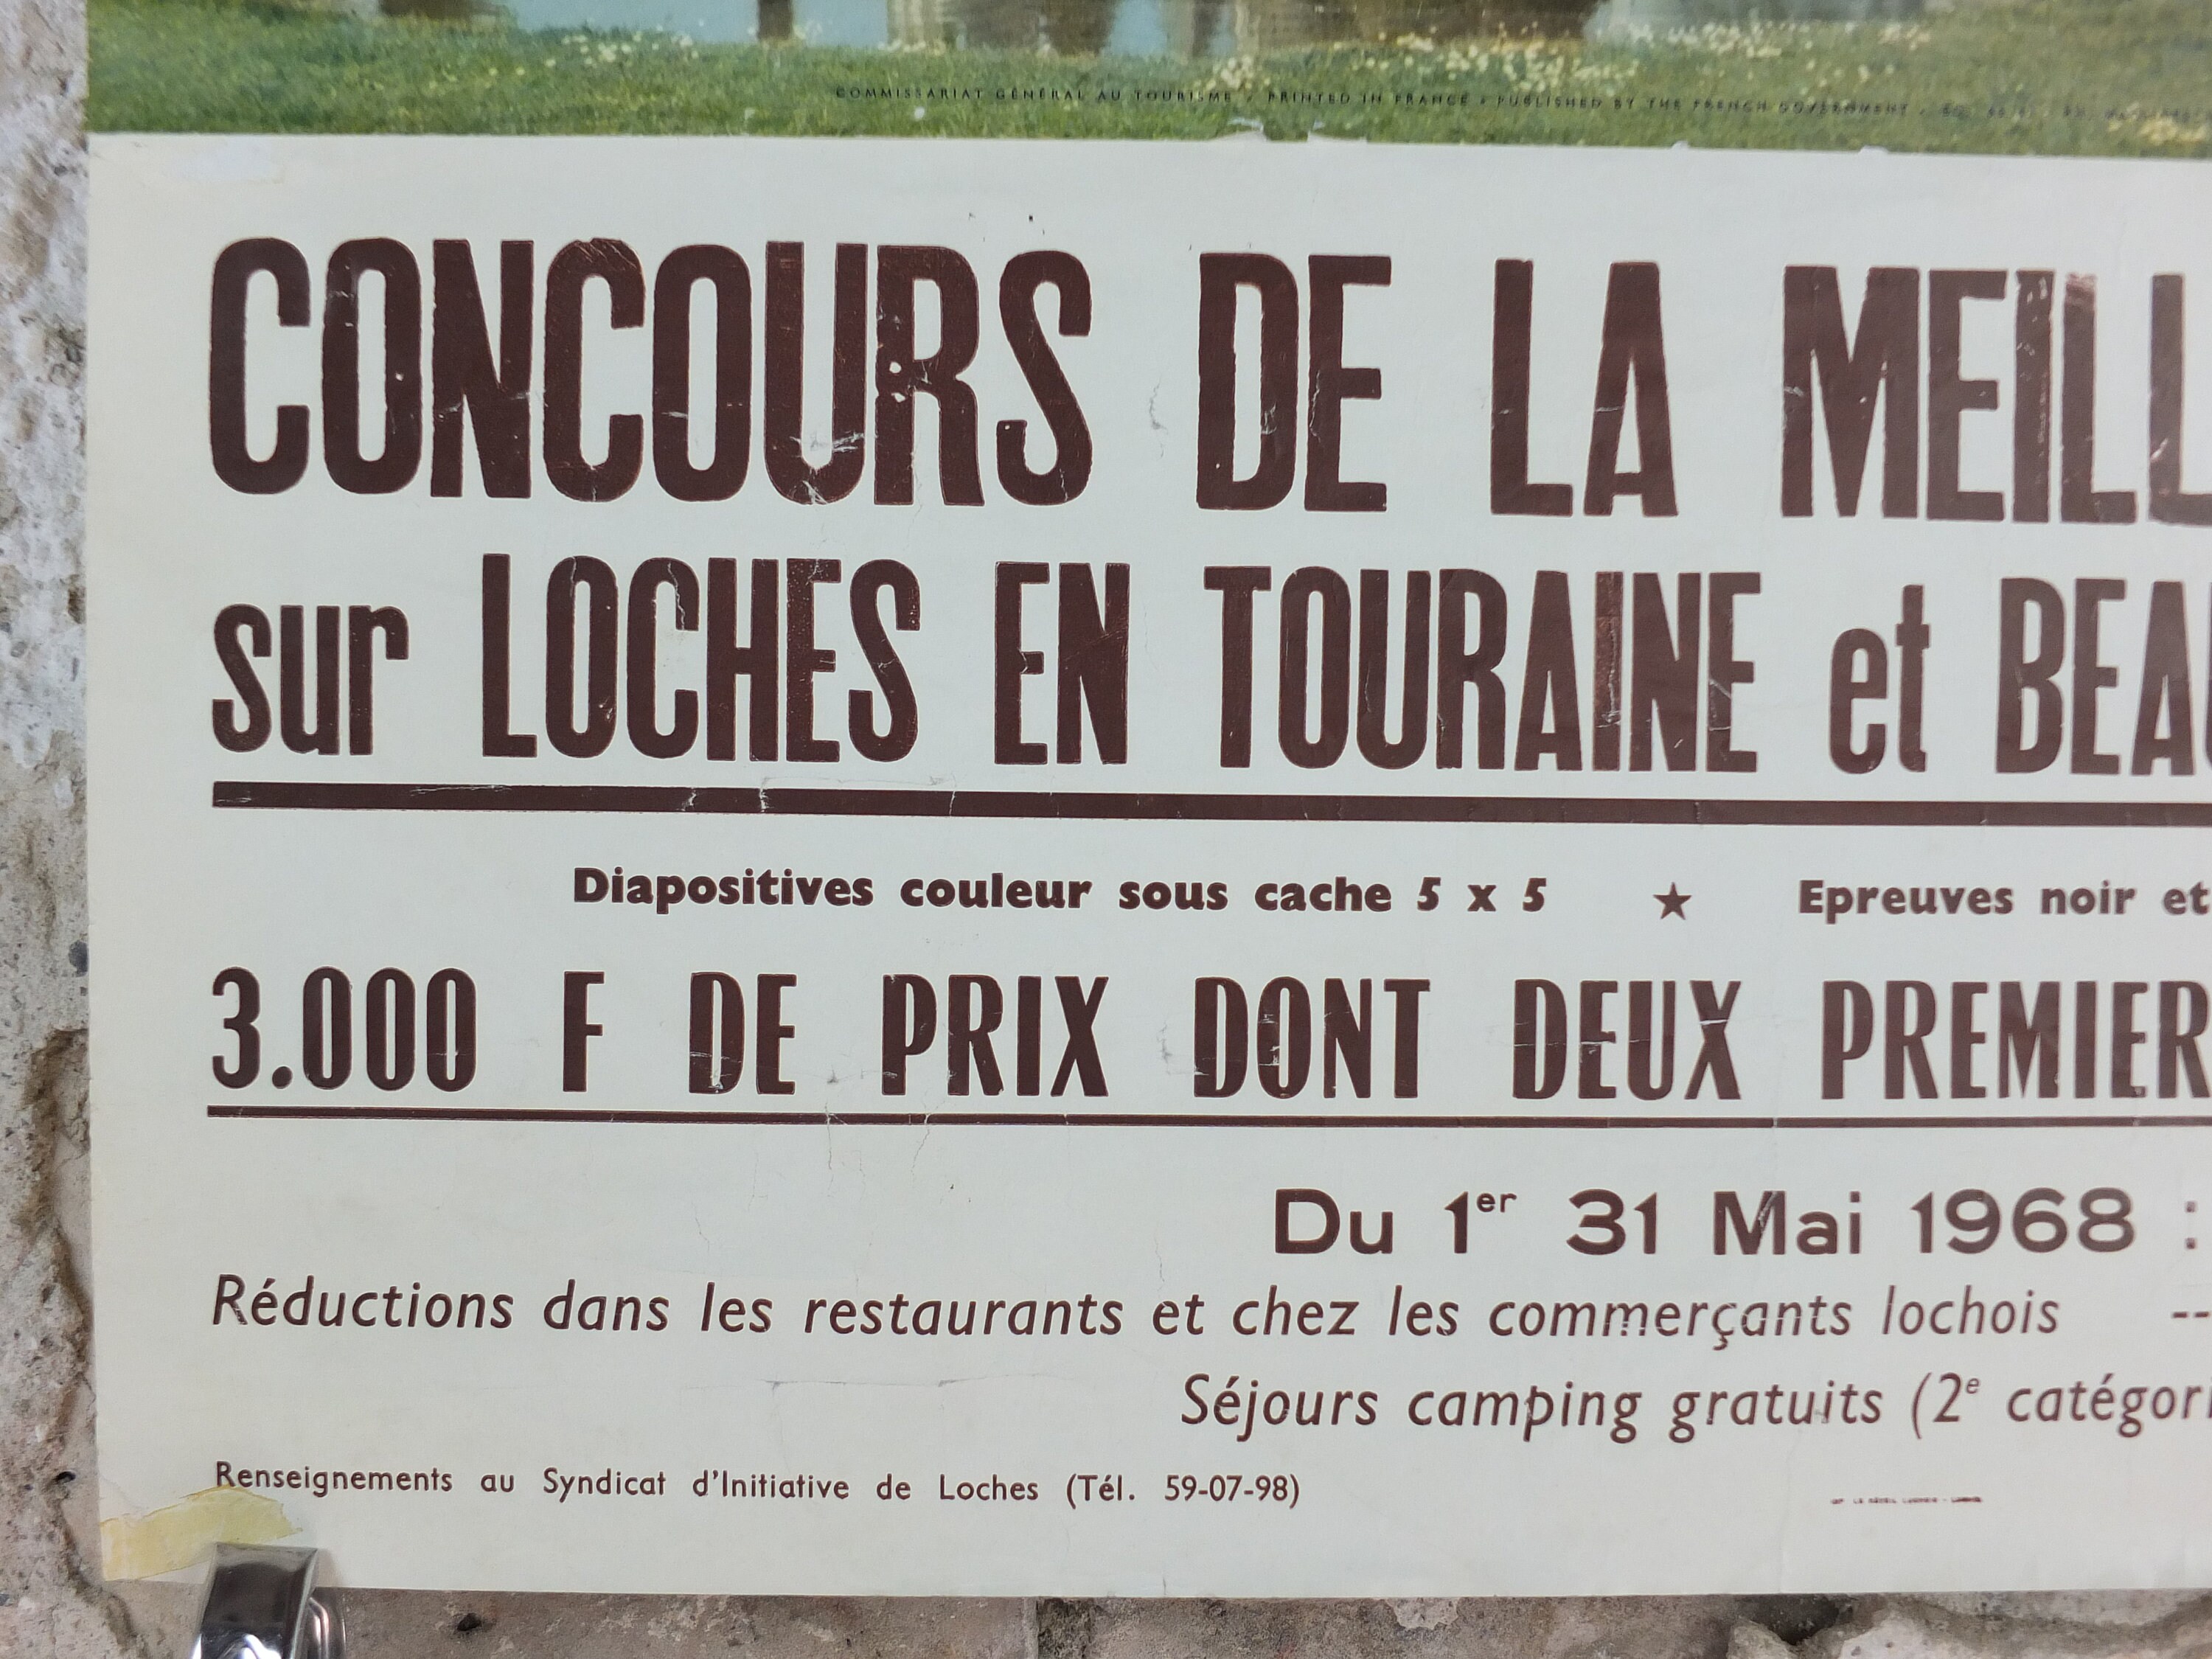 COMMISSARIAT GÉNÉRAL AU TOURISME - PRINTED IN FRANCE - PUBLISHED BY THE FRENCH GOVERNMENT
CONCOURS DE LA MEILL
sur LOCHES EN TOURAINE et BEAU
Diapositives couleur sous cache 5 x 5 ★ Epreuves noir et
3.000 F DE PRIX DONT DEUX PREMIER
Du 1er 31 Mai 1968 :
Réductions dans les restaurants et chez les commerçants lochois --
Séjours camping gratuits (2e catégori
Renseignements au Syndicat d'Initiative de Loches (Tél. 59-07-98)